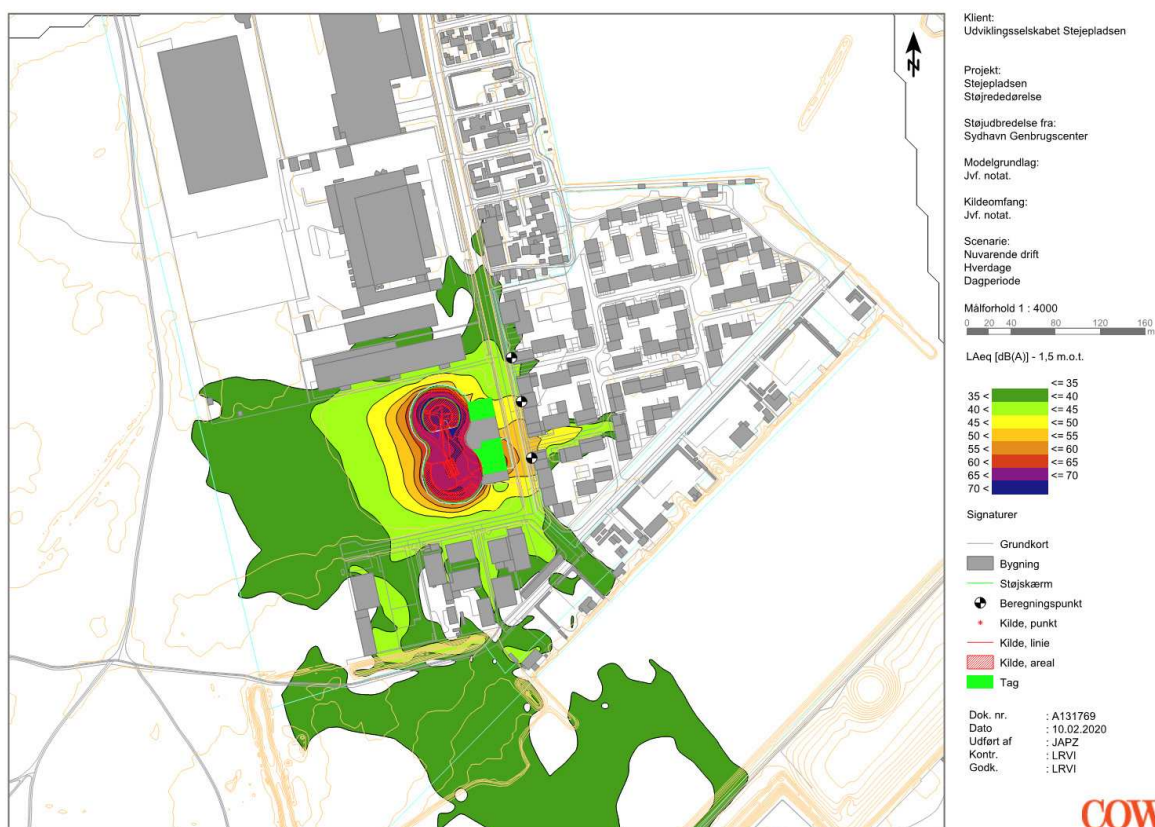 Klient:
Udviklingsselskabet Stejepladsen
N
Projekt:
Stejepladsen
Støjrededørelse
Støjudbredelse fra:
Sydhavn Genbrugscenter
Modelgrundlag:
Jvf. notat.
Kildeomfang:
Jvf. notat.
Scenarie:
Nuvarende drift
Hverdage
Dagperiode
Målforhold 1 : 4000
0 20 40 80 120 160
m
LAeq [dB(A)] - 1,5 m.o.t.
<= 35
35 < <= 40
40 < <= 45
45 < <= 50
50 < <= 55
55 < <= 60
60 < <= 65
65 < <= 70
70 <
Signaturer
Grundkort
Bygning
Støjskærm
Beregningspunkt
Kilde, punkt
Kilde, linie
Kilde, areal
Tag
Dok. nr. : A131769
Dato : 10.02.2020
Udført af : JAPZ
Kontr. : LRVI
Godk. : LRVI
COW